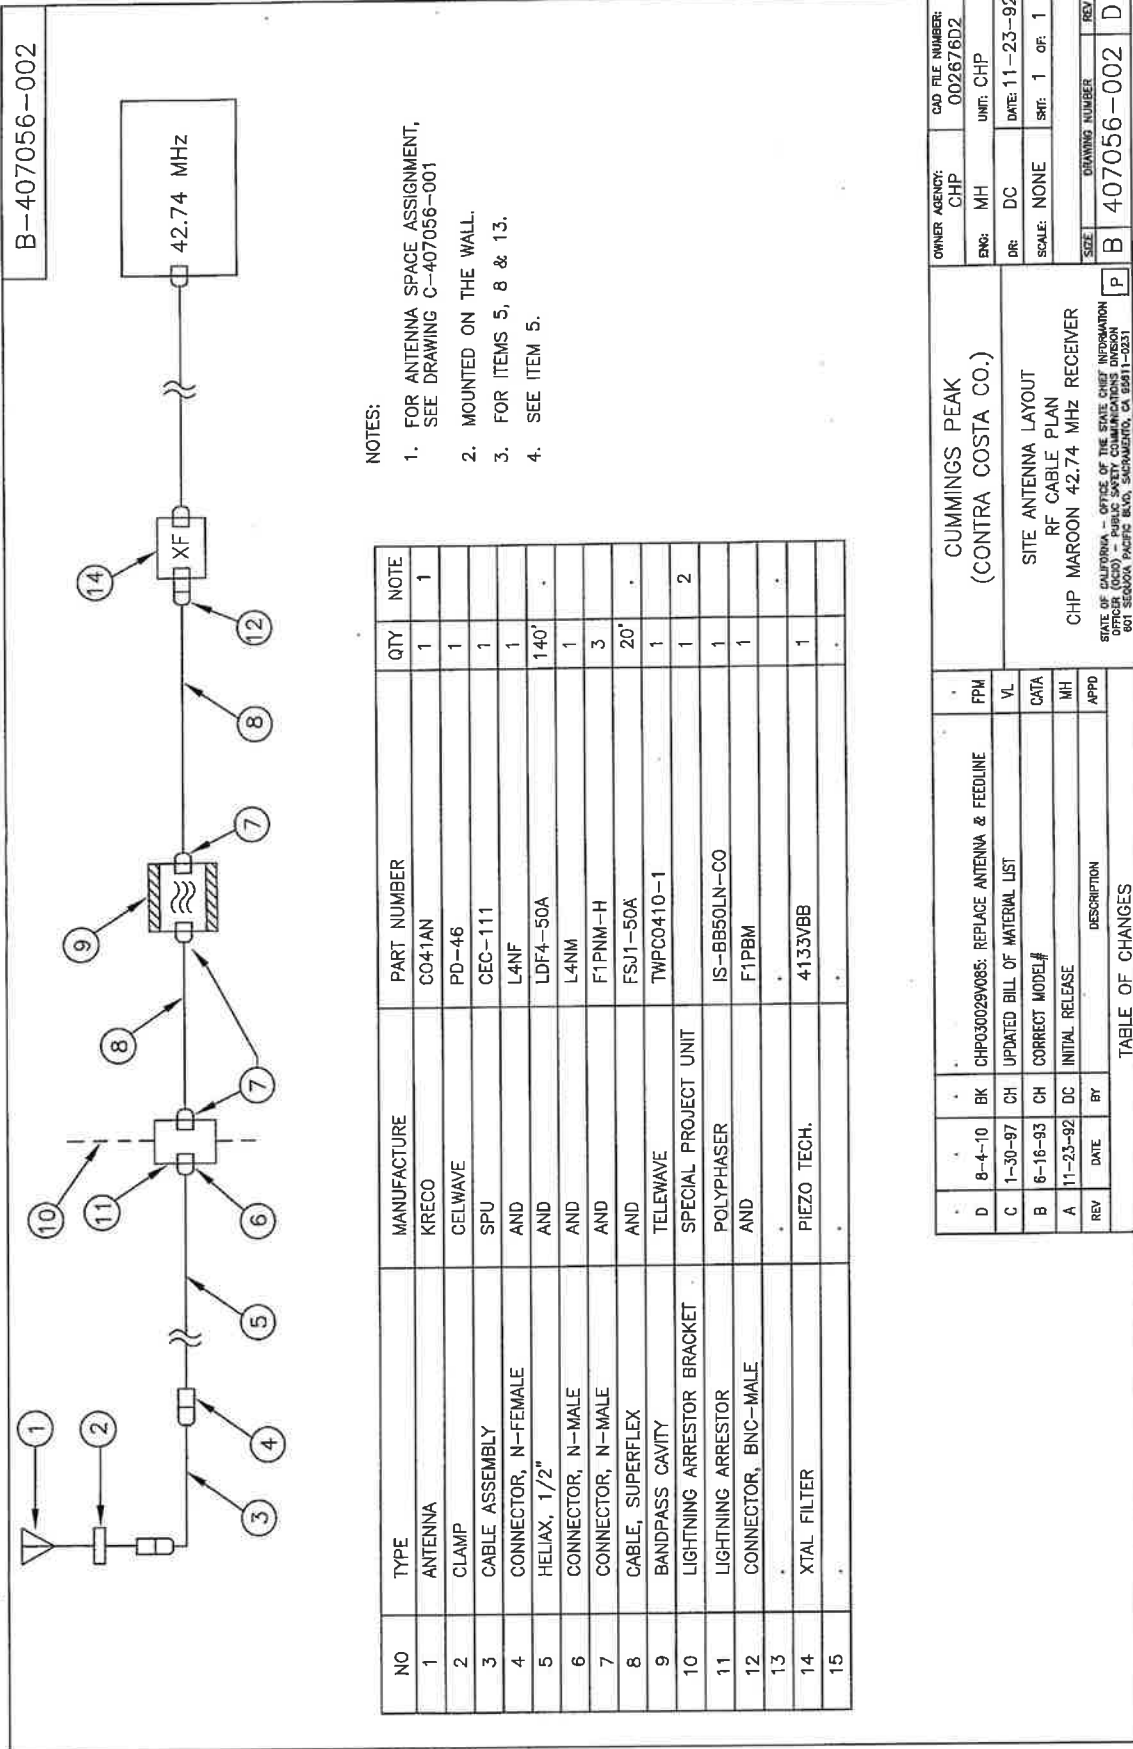 B-407056-002
1
2
3
4
5
6
7
8
9
10
11
7
8
12
14
XF
42.74 MHz
NO TYPE MANUFACTURE PART NUMBER QTY NOTE
1 ANTENNA KRECO CO41AN 1 1
2 CLAMP CELWAVE PD-46 1
3 CABLE ASSEMBLY SPU CEC-111 1
4 CONNECTOR, N-FEMALE AND L4NF 1
5 HELIAX, 1/2" AND LDF4-50A 140' .
6 CONNECTOR, N-MALE AND L4NM 1
7 CONNECTOR, N-MALE AND F1PNM-H 3
8 CABLE, SUPERFLEX AND FSJ1-50A 20' .
9 BANDPASS CAVITY TELEWAVE TWPC0410-1 1
10 LIGHTNING ARRESTOR BRACKET SPECIAL PROJECT UNIT 1 2
11 LIGHTNING ARRESTOR POLYPHASER IS-BB50LN-CO 1
12 CONNECTOR, BNC-MALE AND F1PBM 1
13 . . . .
14 XTAL FILTER PIEZO TECH. 4133VBB 1
15 . . . .
NOTES:
1. FOR ANTENNA SPACE ASSIGNMENT,
SEE DRAWING C-407056-001
2. MOUNTED ON THE WALL.
3. FOR ITEMS 5, 8 & 13.
4. SEE ITEM 5.
. . . .
D 8-4-10 BK CHP030029V085: REPLACE ANTENNA & FEEDLINE FPM
C 1-30-97 CH UPDATED BILL OF MATERIAL LIST VL
B 6-16-93 CH CORRECT MODEL# CATA
A 11-23-92 DC INITIAL RELEASE MH
REV DATE BY DESCRIPTION APPD
TABLE OF CHANGES
CUMMINGS PEAK
(CONTRA COSTA CO.)
SITE ANTENNA LAYOUT
RF CABLE PLAN
CHP MAROON 42.74 MHz RECEIVER
STATE OF CALIFORNIA - OFFICE OF THE STATE CHIEF INFORMATION
OFFICER (OCIO) - PUBLIC SAFETY COMMUNICATIONS DIVISION
601 SEQUOIA PACIFIC BLVD, SACRAMENTO, CA 95811-0231
P
OWNER AGENCY: CHP
CAD FILE NUMBER: 002676D2
ENG: MH UNIT: CHP
DR: DC DATE: 11-23-92
SCALE: NONE SHT: 1 OF: 1
SIZE DRAWING NUMBER REV
B 407056-002 D